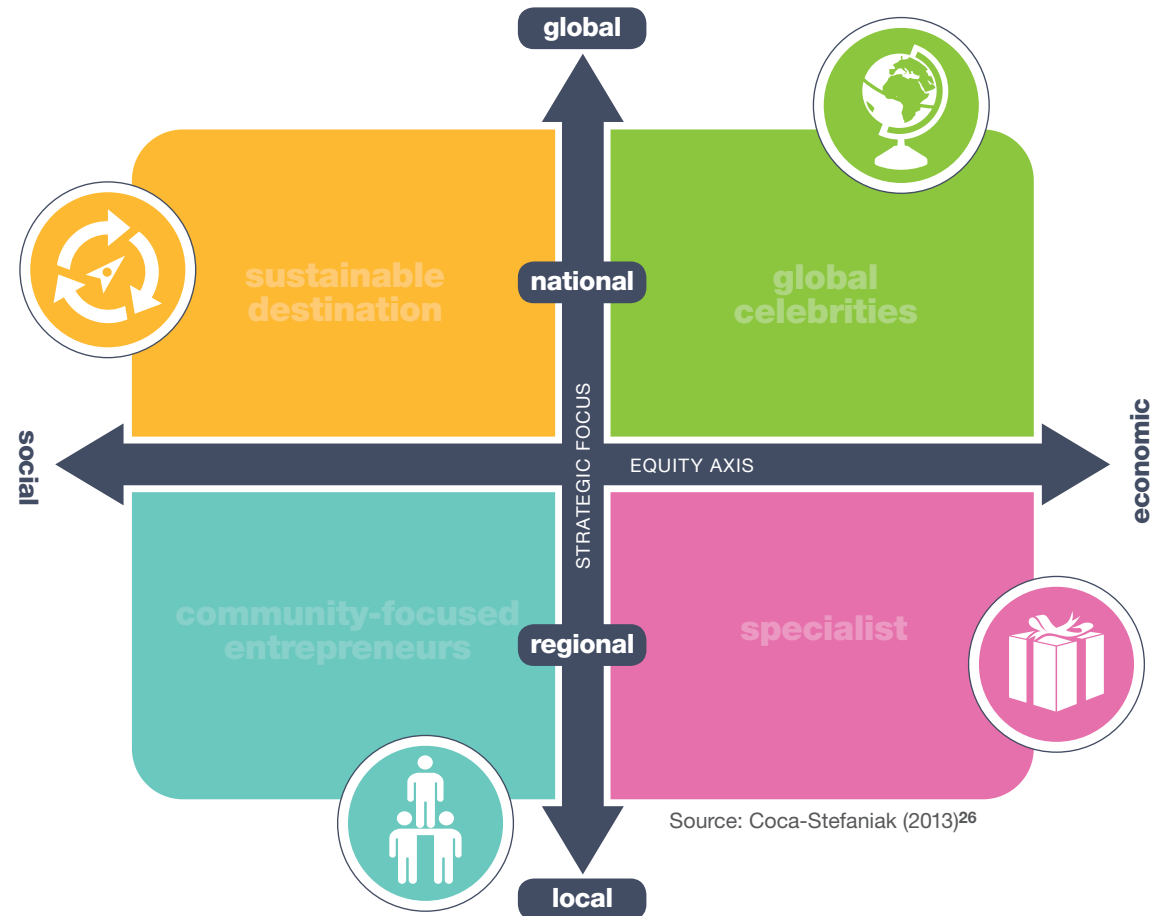 global
sustainable
destination
national
global
celebrities
social
STRATEGIC FOCUS
EQUITY AXIS
economic
community-focused
entrepreneurs
regional
specialist
Source: Coca-Stefaniak (2013)26
local